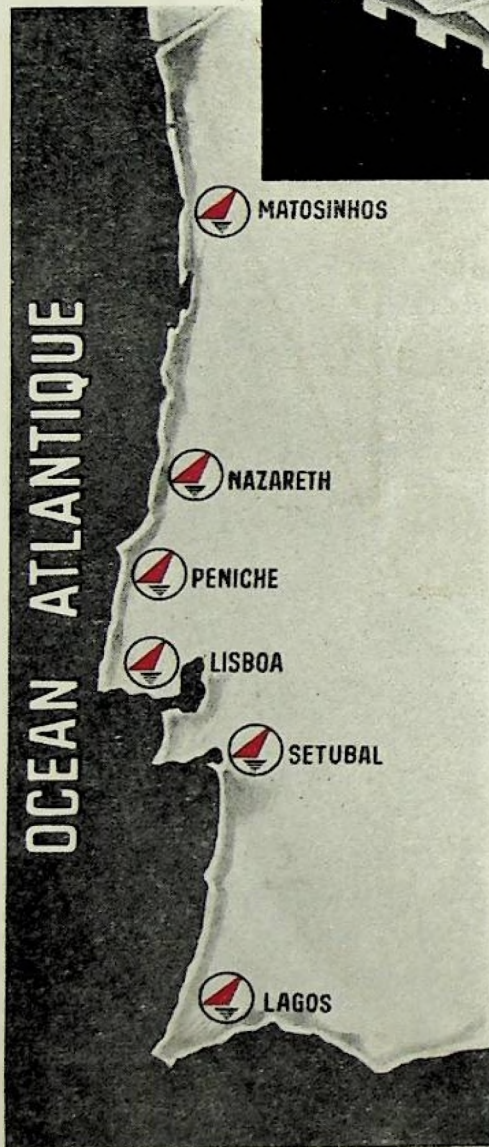 MATOSINHOS
NAZARETH
PENICHE
LISBOA
SETUBAL
LAGOS
OCEAN ATLANTIQUE